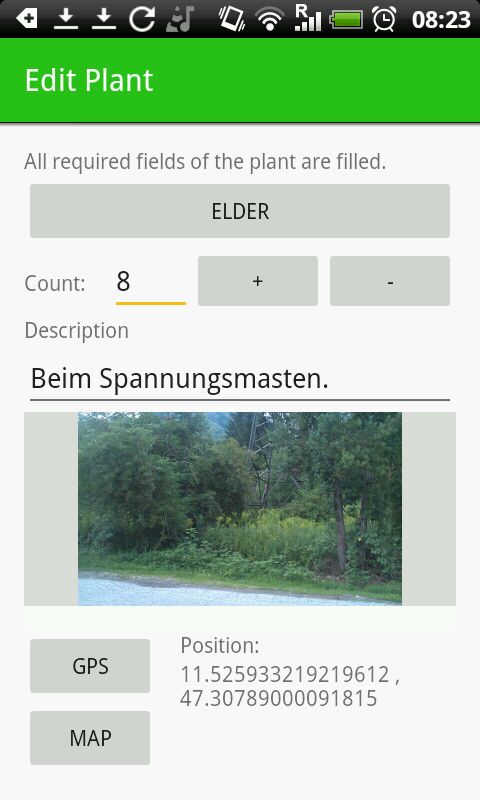 R
08:23
Edit Plant
All required fields of the plant are filled.
ELDER
Count: 8 + -
Description
Beim Spannungsmasten.
GPS
Position:
11.525933219219612 ,
47.30789000091815
MAP